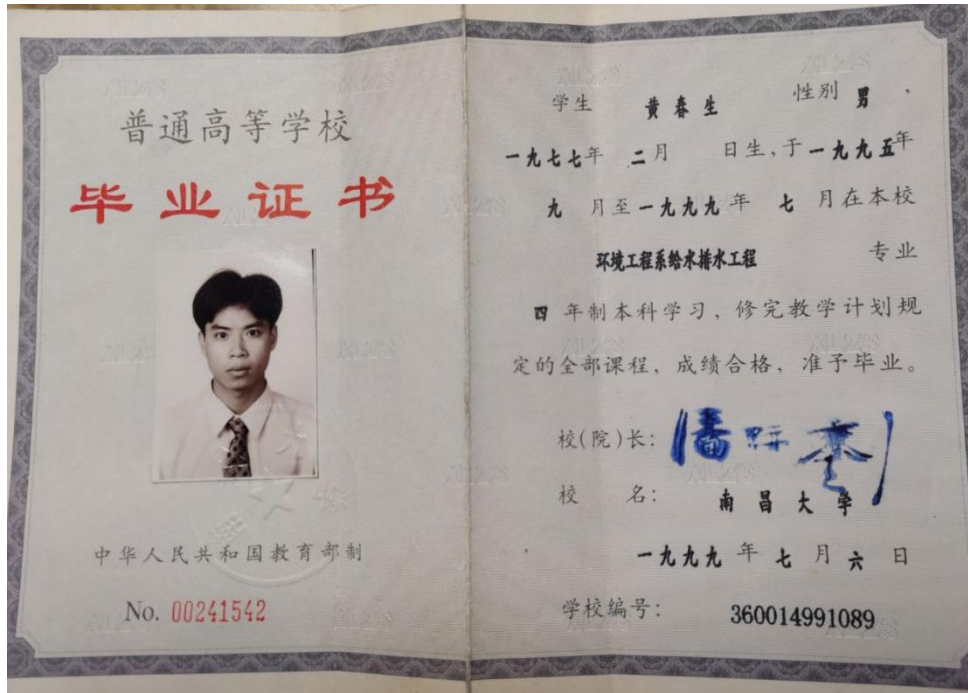 普通高等学校
毕业证书
中华人民共和国教育部制
No. 00241542
学生 黄春生 性别 男
一九七七年 二月 日生,于一九九五年
九 月至一九九九年 七 月在本校
环境工程系给水排水工程 专业
四 年制本科学习，修完教学计划规
定的全部课程，成绩合格，准予毕业。
校(院)长:
校 名: 南昌大学
一九九九 年 七 月 六 日
学校编号: 360014991089